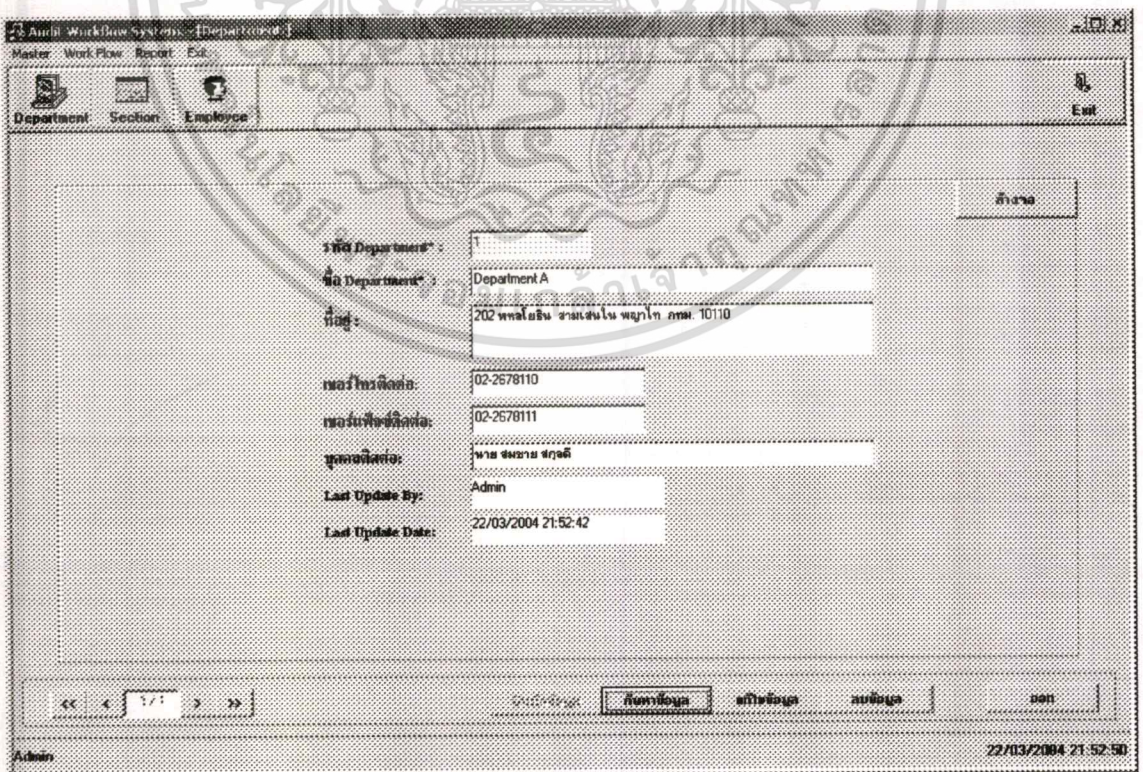 Audit Workflow Systems - [Department]
Master Work Flow Report Exit
Department Section Employee Exit
ล้างจอ
รหัส Department* : 1
ชื่อ Department* : Department A
ที่อยู่ : 202 พหลโยธิน สามเสนใน พญาไท กทม. 10110
เบอร์โทรติดต่อ: 02-2678110
เบอร์แฟ็กซ์ติดต่อ: 02-2678111
บุคคลติดต่อ: นาย สมชาย สกุลดี
Last Update By: Admin
Last Update Date: 22/03/2004 21:52:42
<< < 1 / 1 > >> บันทึกข้อมูล ค้นหาข้อมูล แก้ไขข้อมูล ลบข้อมูล ออก
Admin 22/03/2004 21:52:50